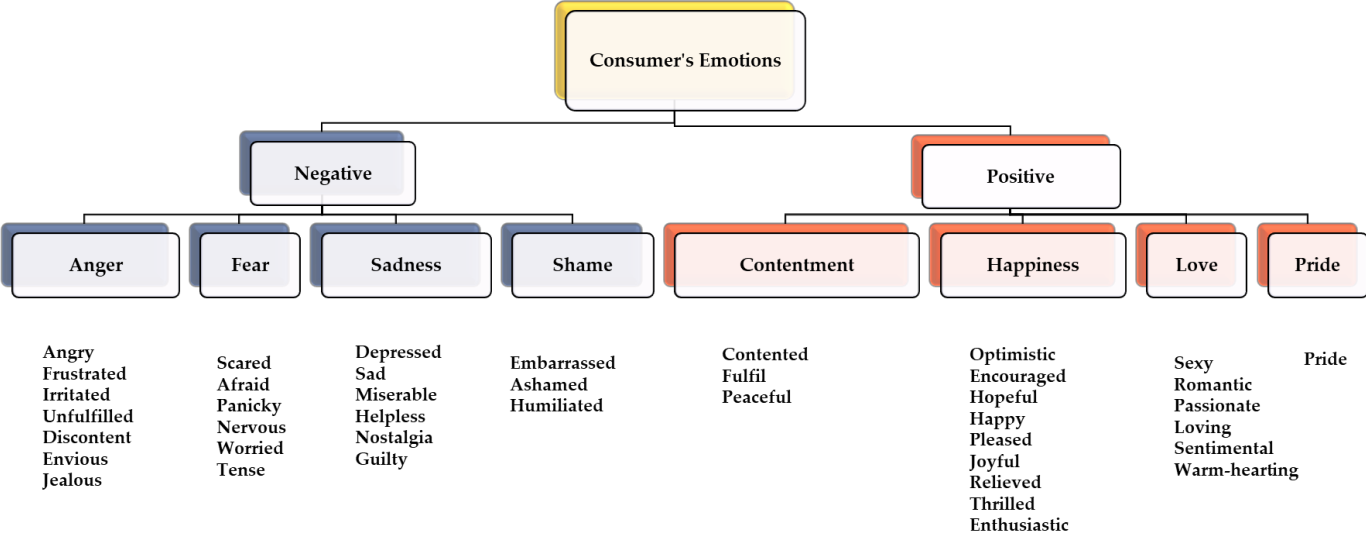 Consumer's Emotions
Negative
Positive
Anger
Fear
Sadness
Shame
Contentment
Happiness
Love
Pride
Angry
Frustrated
Irritated
Unfulfilled
Discontent
Envious
Jealous
Scared
Afraid
Panicky
Nervous
Worried
Tense
Depressed
Sad
Miserable
Helpless
Nostalgia
Guilty
Embarrassed
Ashamed
Humiliated
Contented
Fulfil
Peaceful
Optimistic
Encouraged
Hopeful
Happy
Pleased
Joyful
Relieved
Thrilled
Enthusiastic
Sexy
Romantic
Passionate
Loving
Sentimental
Warm-hearting
Pride